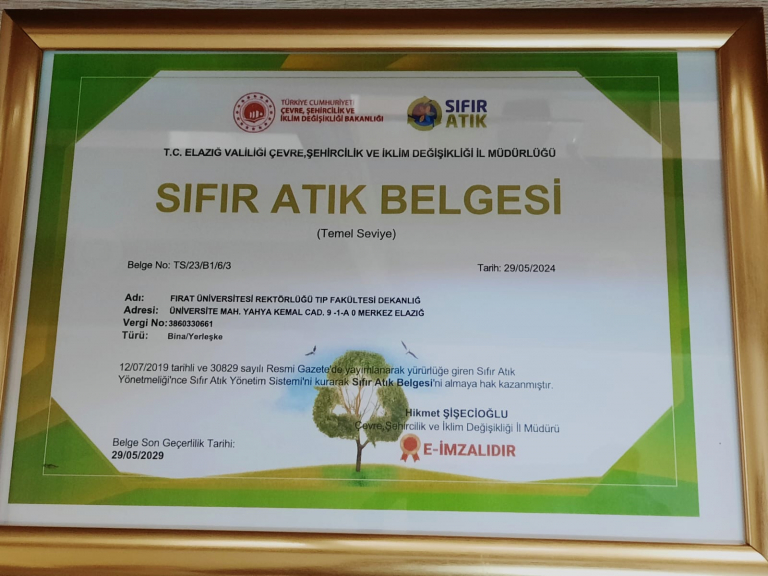 TÜRKİYE CUMHURİYETİ
ÇEVRE, ŞEHİRCİLİK VE
İKLİM DEĞİŞİKLİĞİ BAKANLIĞI
SIFIR
ATIK
T.C. ELAZIĞ VALİLİĞİ ÇEVRE,ŞEHİRCİLİK VE İKLİM DEĞİŞİKLİĞİ İL MÜDÜRLÜĞÜ
SIFIR ATIK BELGESİ
(Temel Seviye)
Belge No: TS/23/B1/6/3
Tarih: 29/05/2024
Adı: FIRAT ÜNİVERSİTESİ REKTÖRLÜĞÜ TIP FAKÜLTESİ DEKANLIĞ
Adresi: ÜNİVERSİTE MAH. YAHYA KEMAL CAD. 9 -1-A 0 MERKEZ ELAZIĞ
Vergi No: 3860330661
Türü: Bina/Yerleşke
12/07/2019 tarihli ve 30829 sayılı Resmi Gazete'de yayımlanarak yürürlüğe giren Sıfır Atık
Yönetmeliği'nce Sıfır Atık Yönetim Sistemi'ni kurarak Sıfır Atık Belgesi'ni almaya hak kazanmıştır.
Hikmet ŞİŞECİOĞLU
Çevre,Şehircilik ve İklim Değişikliği İl Müdürü
E-İMZALIDIR
Belge Son Geçerlilik Tarihi:
29/05/2029